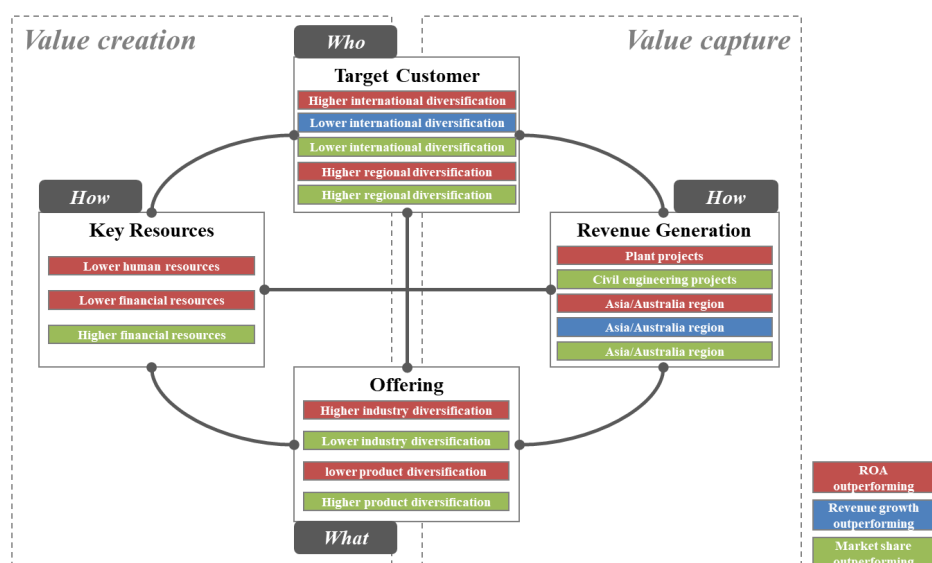 Value creation
Value capture
Who
Target Customer
Higher international diversification
Lower international diversification
Lower international diversification
Higher regional diversification
Higher regional diversification
How
Key Resources
Lower human resources
Lower financial resources
Higher financial resources
How
Revenue Generation
Plant projects
Civil engineering projects
Asia/Australia region
Asia/Australia region
Asia/Australia region
Offering
Higher industry diversification
Lower industry diversification
lower product diversification
Higher product diversification
What
ROA
outperforming
Revenue growth
outperforming
Market share
outperforming